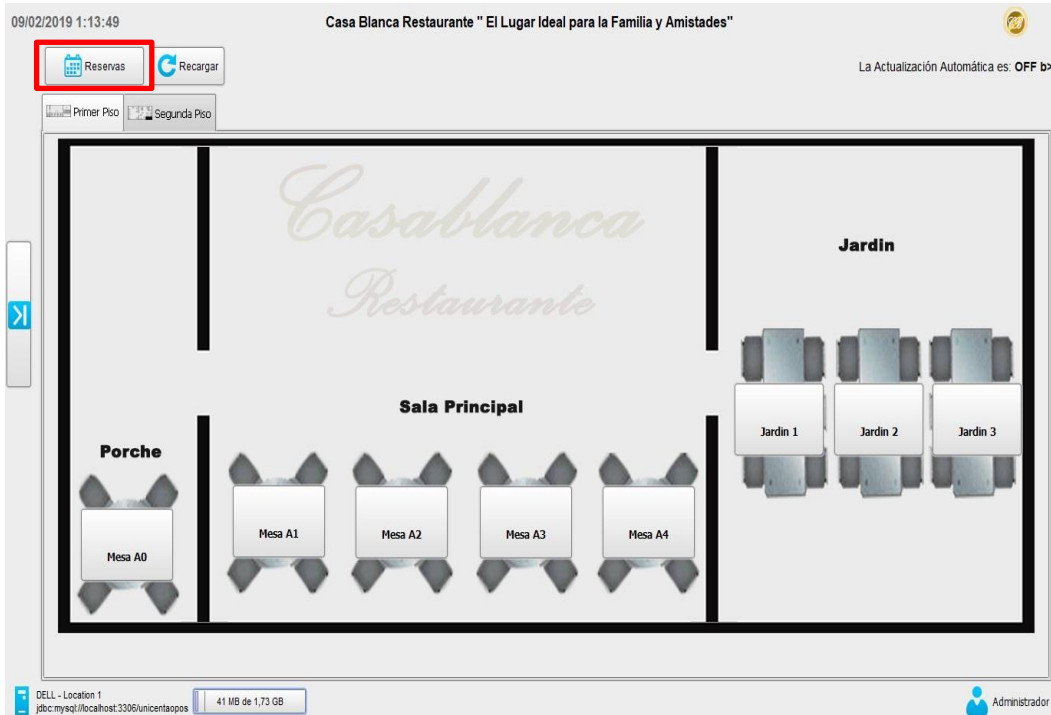 09/02/2019 1:13:49
Casa Blanca Restaurante " El Lugar Ideal para la Familia y Amistades"
CB
Reservas
Recargar
La Actualización Automática es: OFF b>
Primer Piso
Segunda Piso
Casablanca
Restaurante
Jardin
Sala Principal
Porche
Jardin 1
Jardin 2
Jardin 3
Mesa A0
Mesa A1
Mesa A2
Mesa A3
Mesa A4
DELL - Location 1
jdbc:mysql://localhost:3306/unicentaopos
41 MB de 1,73 GB
Administrador